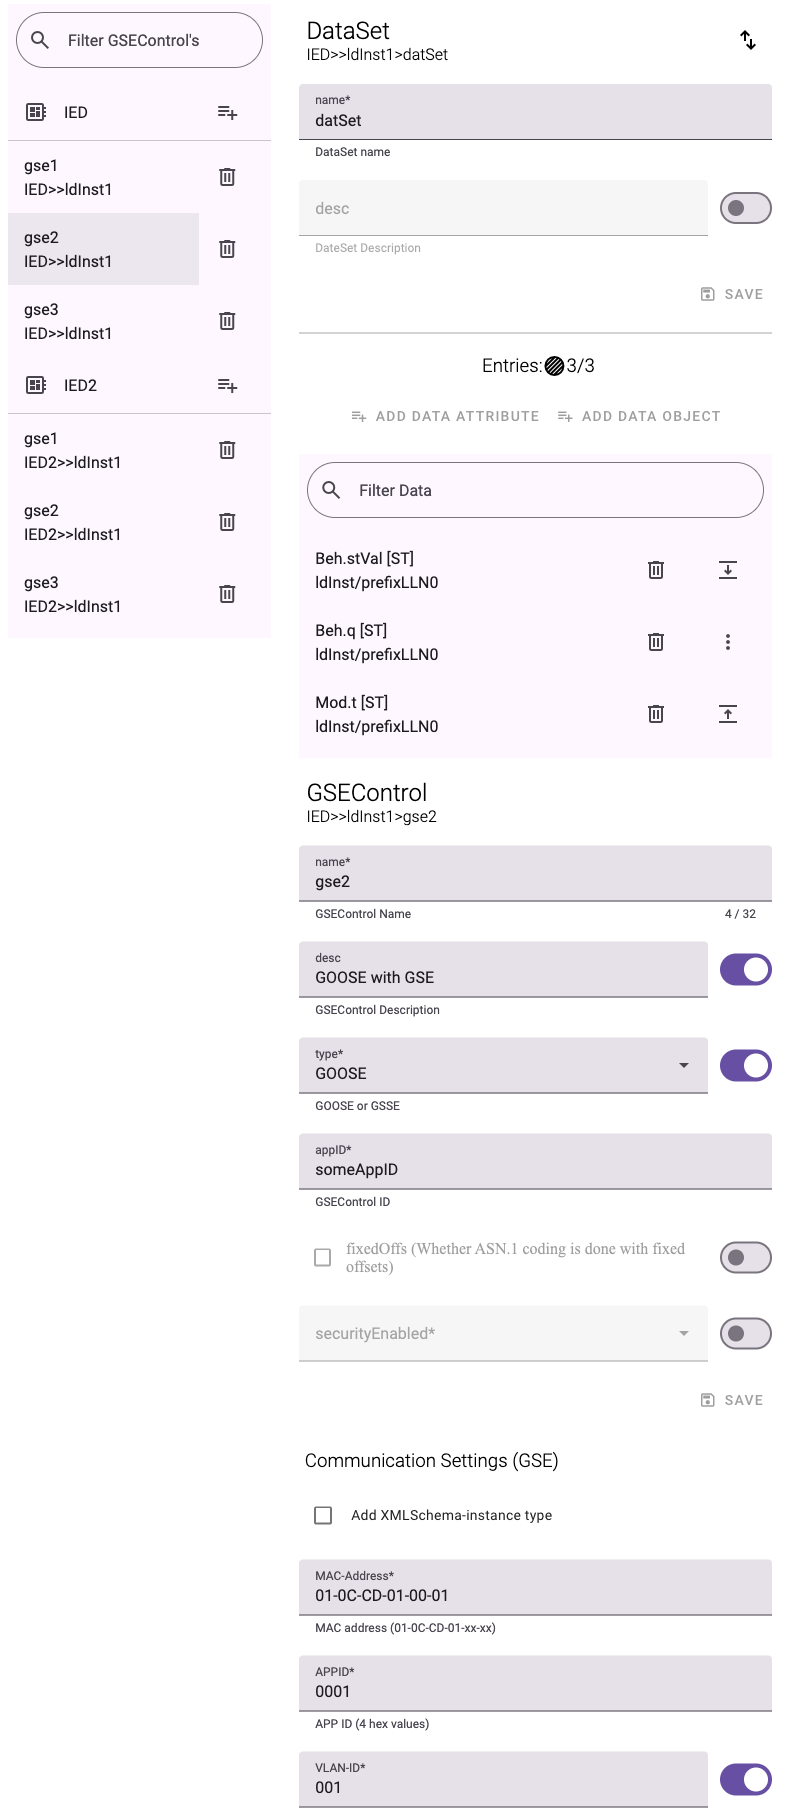 Filter GSEControl's
IED
gse1
IED>>ldInst1
gse2
IED>>ldInst1
gse3
IED>>ldInst1
IED2
gse1
IED2>>ldInst1
gse2
IED2>>ldInst1
gse3
IED2>>ldInst1
DataSet
IED>>ldInst1>datSet
name*
datSet
DataSet name
desc
DateSet Description
SAVE
Entries: 3/3
ADD DATA ATTRIBUTE ADD DATA OBJECT
Filter Data
Beh.stVal [ST]
ldInst/prefixLLN0
Beh.q [ST]
ldInst/prefixLLN0
Mod.t [ST]
ldInst/prefixLLN0
GSEControl
IED>>ldInst1>gse2
name*
gse2
GSEControl Name 4 / 32
desc
GOOSE with GSE
GSEControl Description
type*
GOOSE
GOOSE or GSSE
appID*
someAppID
GSEControl ID
fixedOffs (Whether ASN.1 coding is done with fixed
offsets)
securityEnabled*
SAVE
Communication Settings (GSE)
Add XMLSchema-instance type
MAC-Address*
01-0C-CD-01-00-01
MAC address (01-0C-CD-01-xx-xx)
APPID*
0001
APP ID (4 hex values)
VLAN-ID*
001